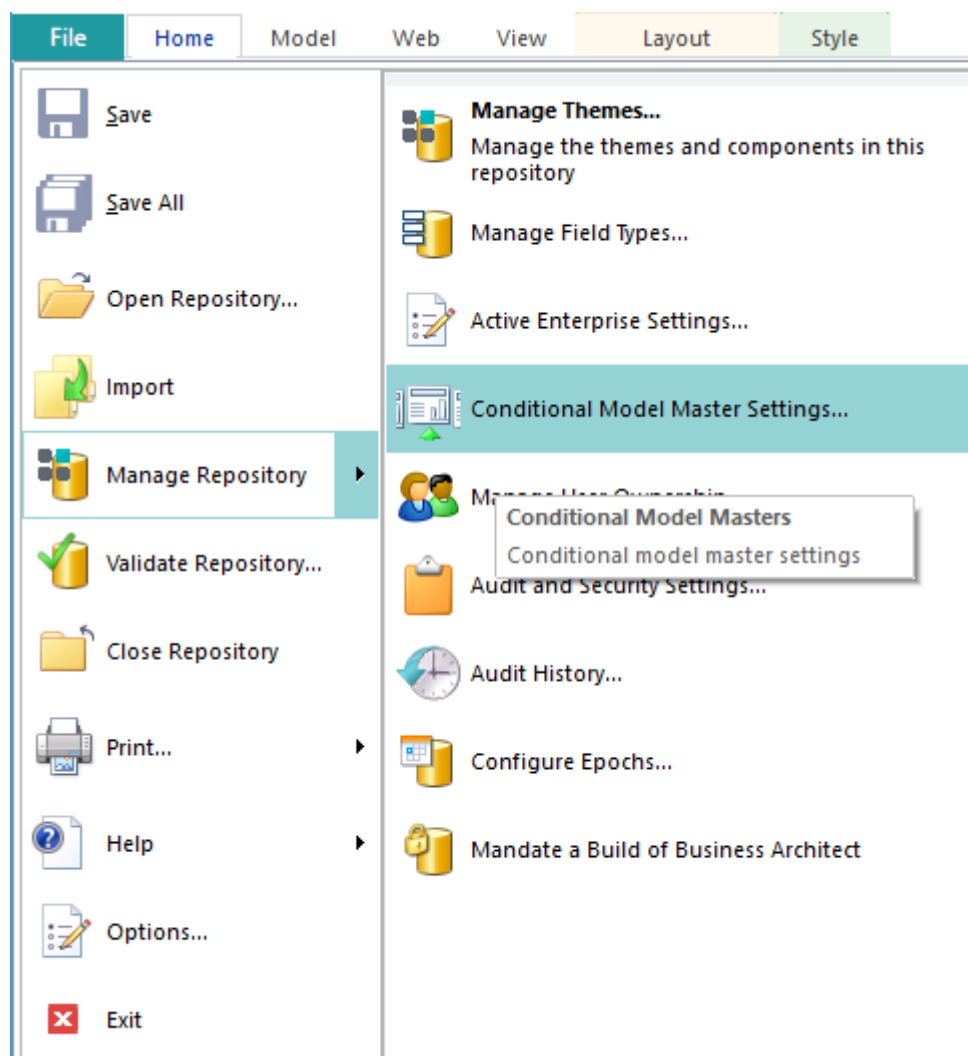 File Home Model Web View Layout Style
Save
Save All
Open Repository...
Import
Manage Repository
Validate Repository...
Close Repository
Print...
Help
Options...
Exit
Manage Themes...
Manage the themes and components in this
repository
Manage Field Types...
Active Enterprise Settings...
Conditional Model Master Settings...
Conditional Model Masters
Conditional model master settings
Audit and Security Settings...
Audit History...
Configure Epochs...
Mandate a Build of Business Architect